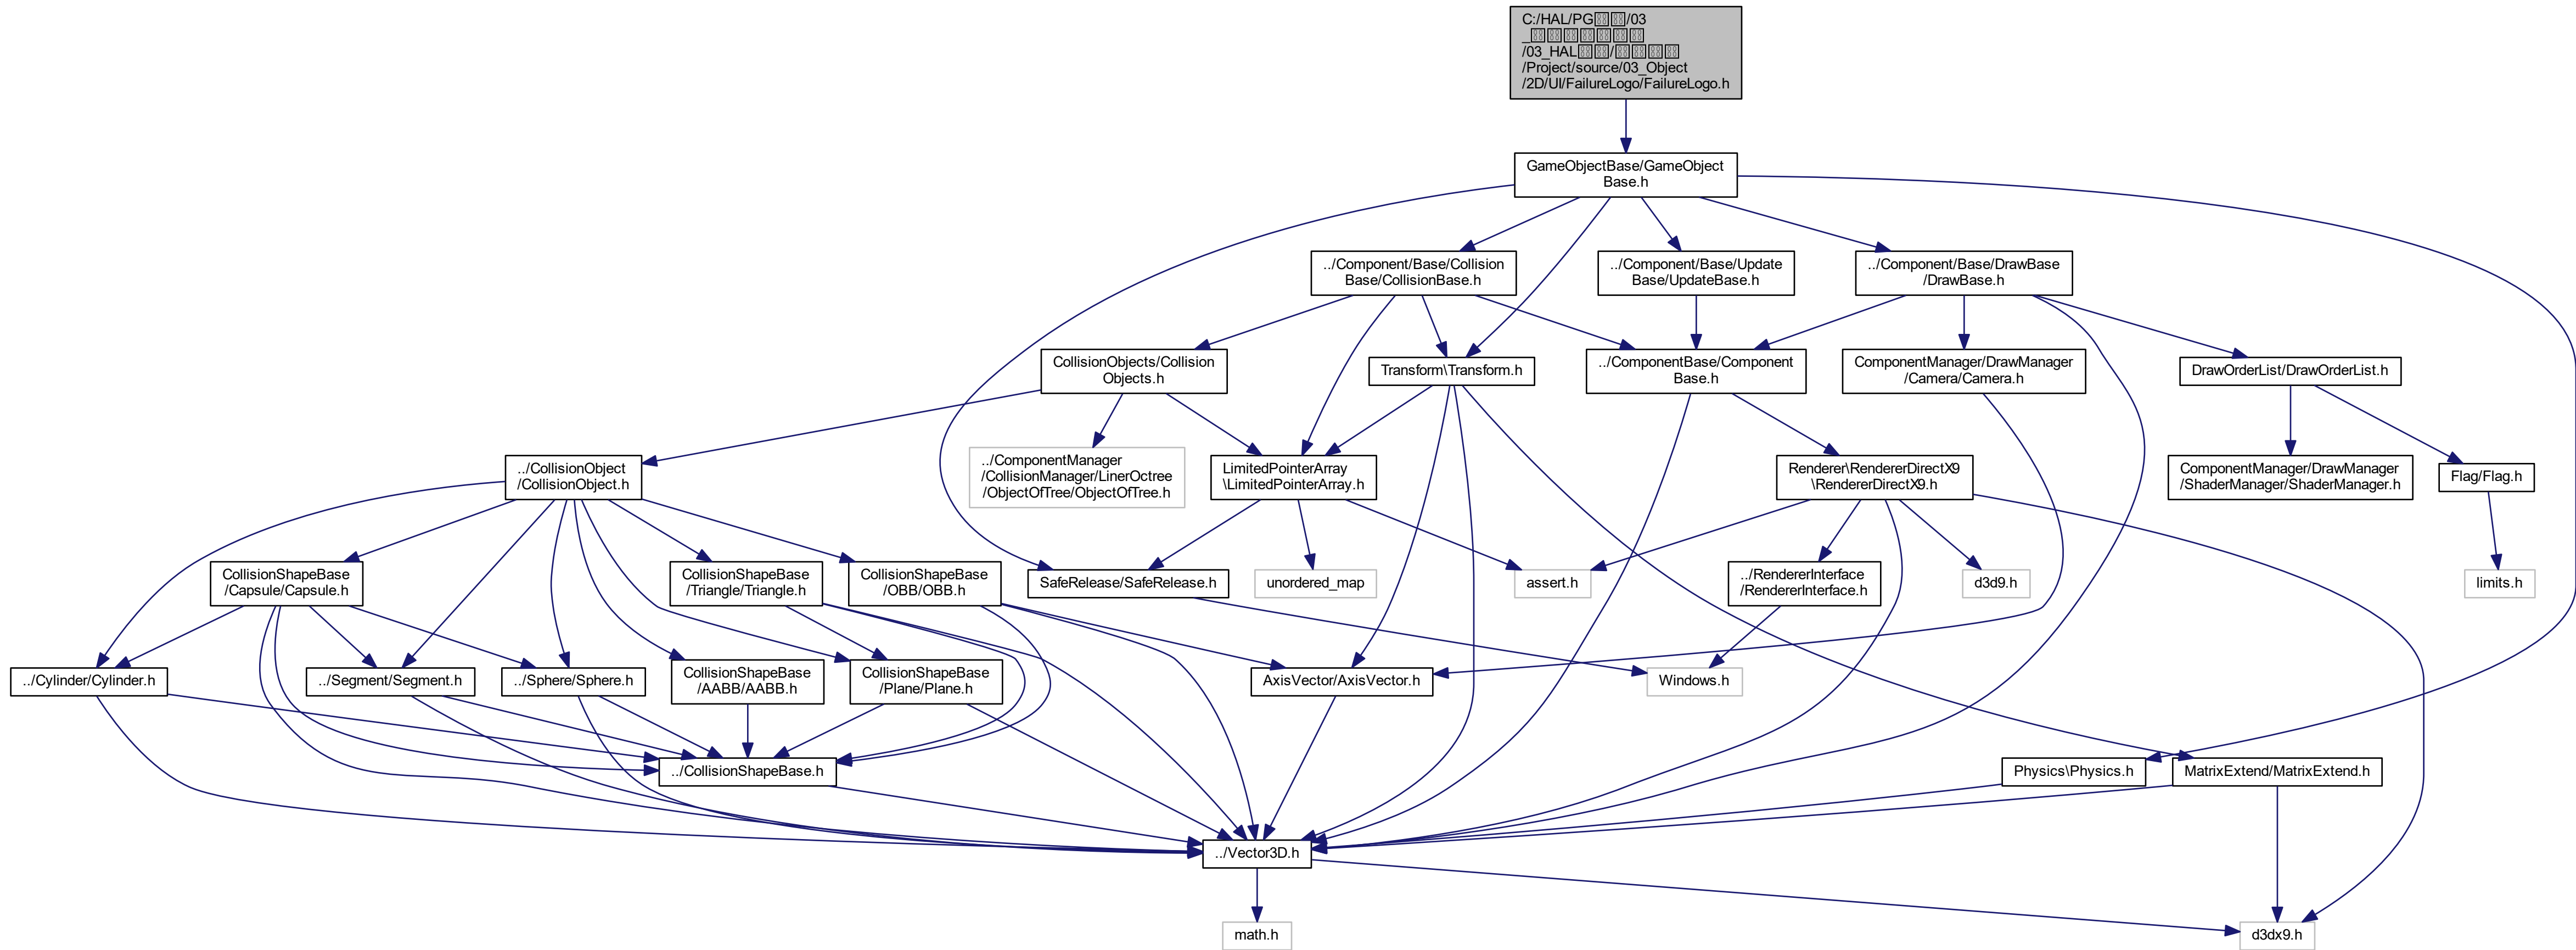 C:/HAL/PG/03
_
/03_HAL/
/Project/source/03_Object
/2D/UI/FailureLogo/FailureLogo.h
GameObjectBase/GameObject
Base.h
../Component/Base/Collision
Base/CollisionBase.h
../Component/Base/Update
Base/UpdateBase.h
../Component/Base/DrawBase
/DrawBase.h
CollisionObjects/Collision
Objects.h
Transform\Transform.h
../ComponentBase/Component
Base.h
ComponentManager/DrawManager
/Camera/Camera.h
DrawOrderList/DrawOrderList.h
../CollisionObject
/CollisionObject.h
../ComponentManager
/CollisionManager/LinerOctree
/ObjectOfTree/ObjectOfTree.h
LimitedPointerArray
\LimitedPointerArray.h
Renderer\RendererDirectX9
\RendererDirectX9.h
ComponentManager/DrawManager
/ShaderManager/ShaderManager.h
Flag/Flag.h
CollisionShapeBase
/Capsule/Capsule.h
CollisionShapeBase
/Triangle/Triangle.h
CollisionShapeBase
/OBB/OBB.h
SafeRelease/SafeRelease.h
unordered_map
assert.h
../RendererInterface
/RendererInterface.h
d3d9.h
limits.h
../Cylinder/Cylinder.h
../Segment/Segment.h
../Sphere/Sphere.h
CollisionShapeBase
/AABB/AABB.h
CollisionShapeBase
/Plane/Plane.h
AxisVector/AxisVector.h
Windows.h
../CollisionShapeBase.h
Physics\Physics.h
MatrixExtend/MatrixExtend.h
../Vector3D.h
math.h
d3dx9.h